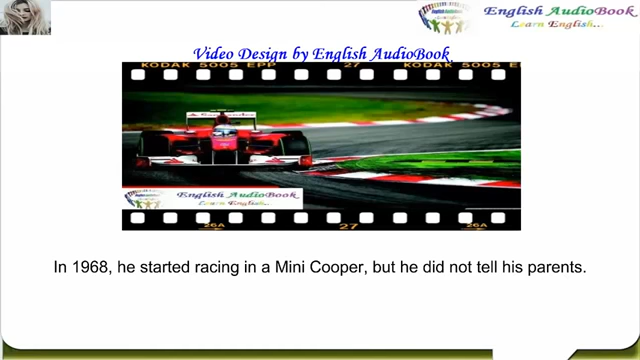 English AudioBook
Learn English...
Video Design by English AudioBook
KODAK 5005 EPP 27 KODAK 5005 E
Santander
English AudioBook
Learn English...
26A 27 26A
In 1968, he started racing in a Mini Cooper, but he did not tell his parents.